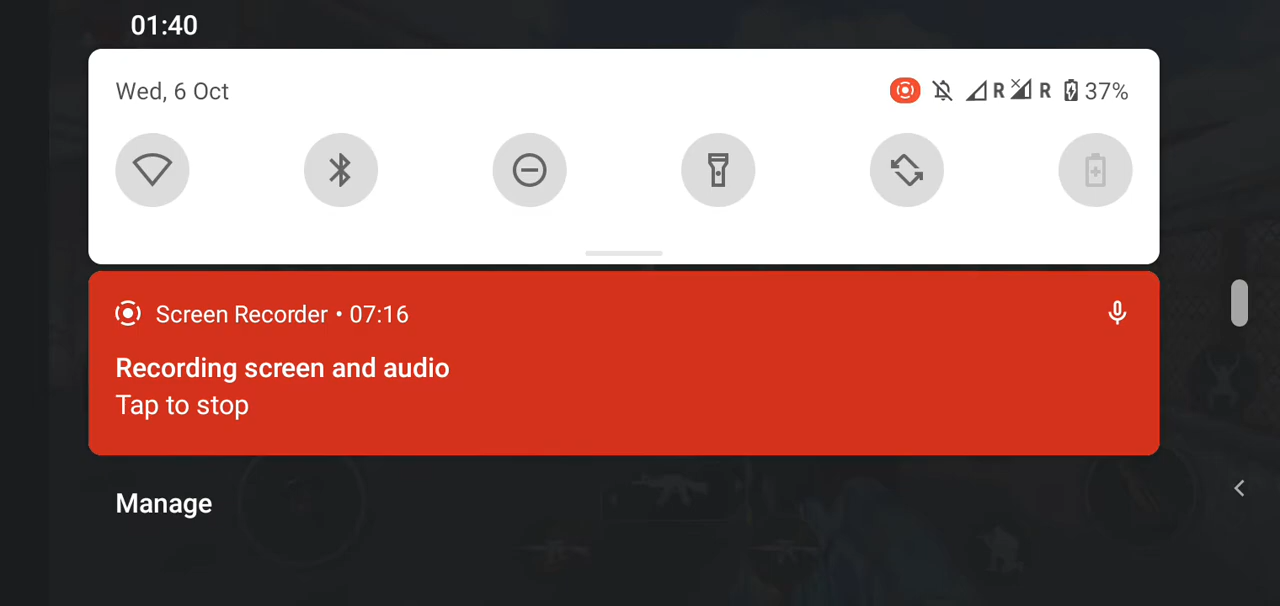 01:40
Wed, 6 Oct
R R 37%
Screen Recorder • 07:16
Recording screen and audio
Tap to stop
Manage